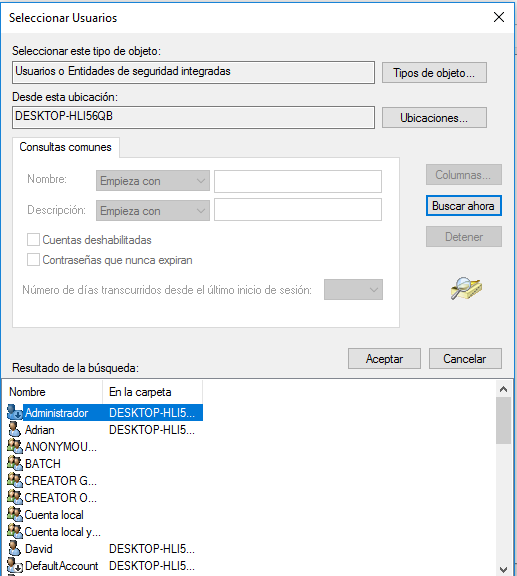 Seleccionar Usuarios
Seleccionar este tipo de objeto:
Usuarios o Entidades de seguridad integradas
Tipos de objeto...
Desde esta ubicación:
DESKTOP-HLI56QB
Ubicaciones...
Consultas comunes
Nombre:
Empieza con
Columnas...
Descripción:
Empieza con
Buscar ahora
Cuentas deshabilitadas
Detener
Contraseñas que nunca expiran
Número de días transcurridos desde el último inicio de sesión:
Aceptar
Cancelar
Resultado de la búsqueda:
Nombre En la carpeta
Administrador DESKTOP-HLI5...
Adrian DESKTOP-HLI5...
ANONYMOU...
BATCH
CREATOR G...
CREATOR O...
Cuenta local
Cuenta local y...
David DESKTOP-HLI5...
DefaultAccount DESKTOP-HLI5...